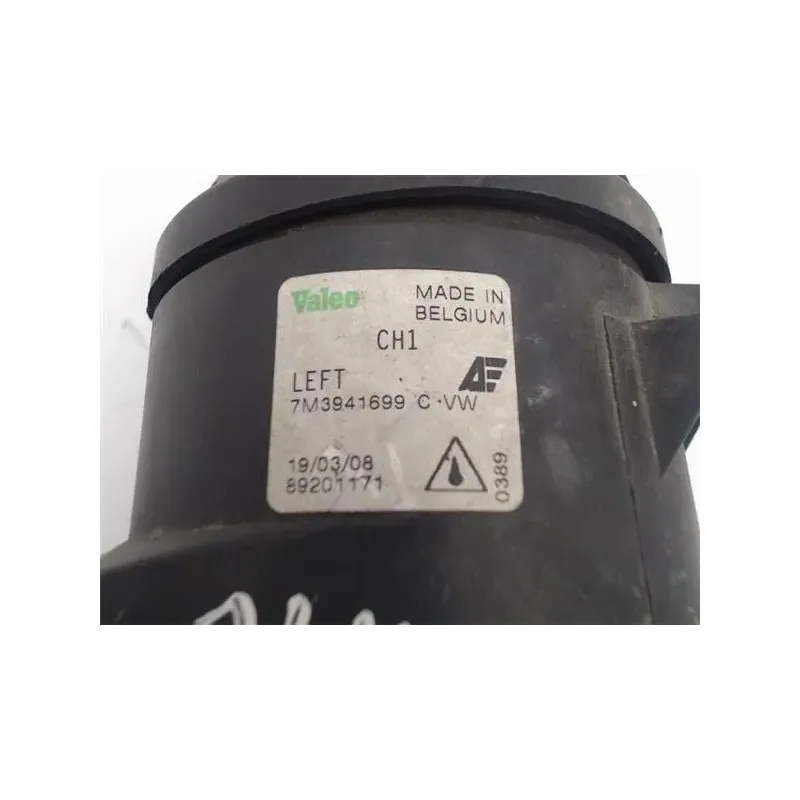 Valeo
MADE IN
BELGIUM
CH1
LEFT
7M3941699 C VW
19/03/08
89201171
0389